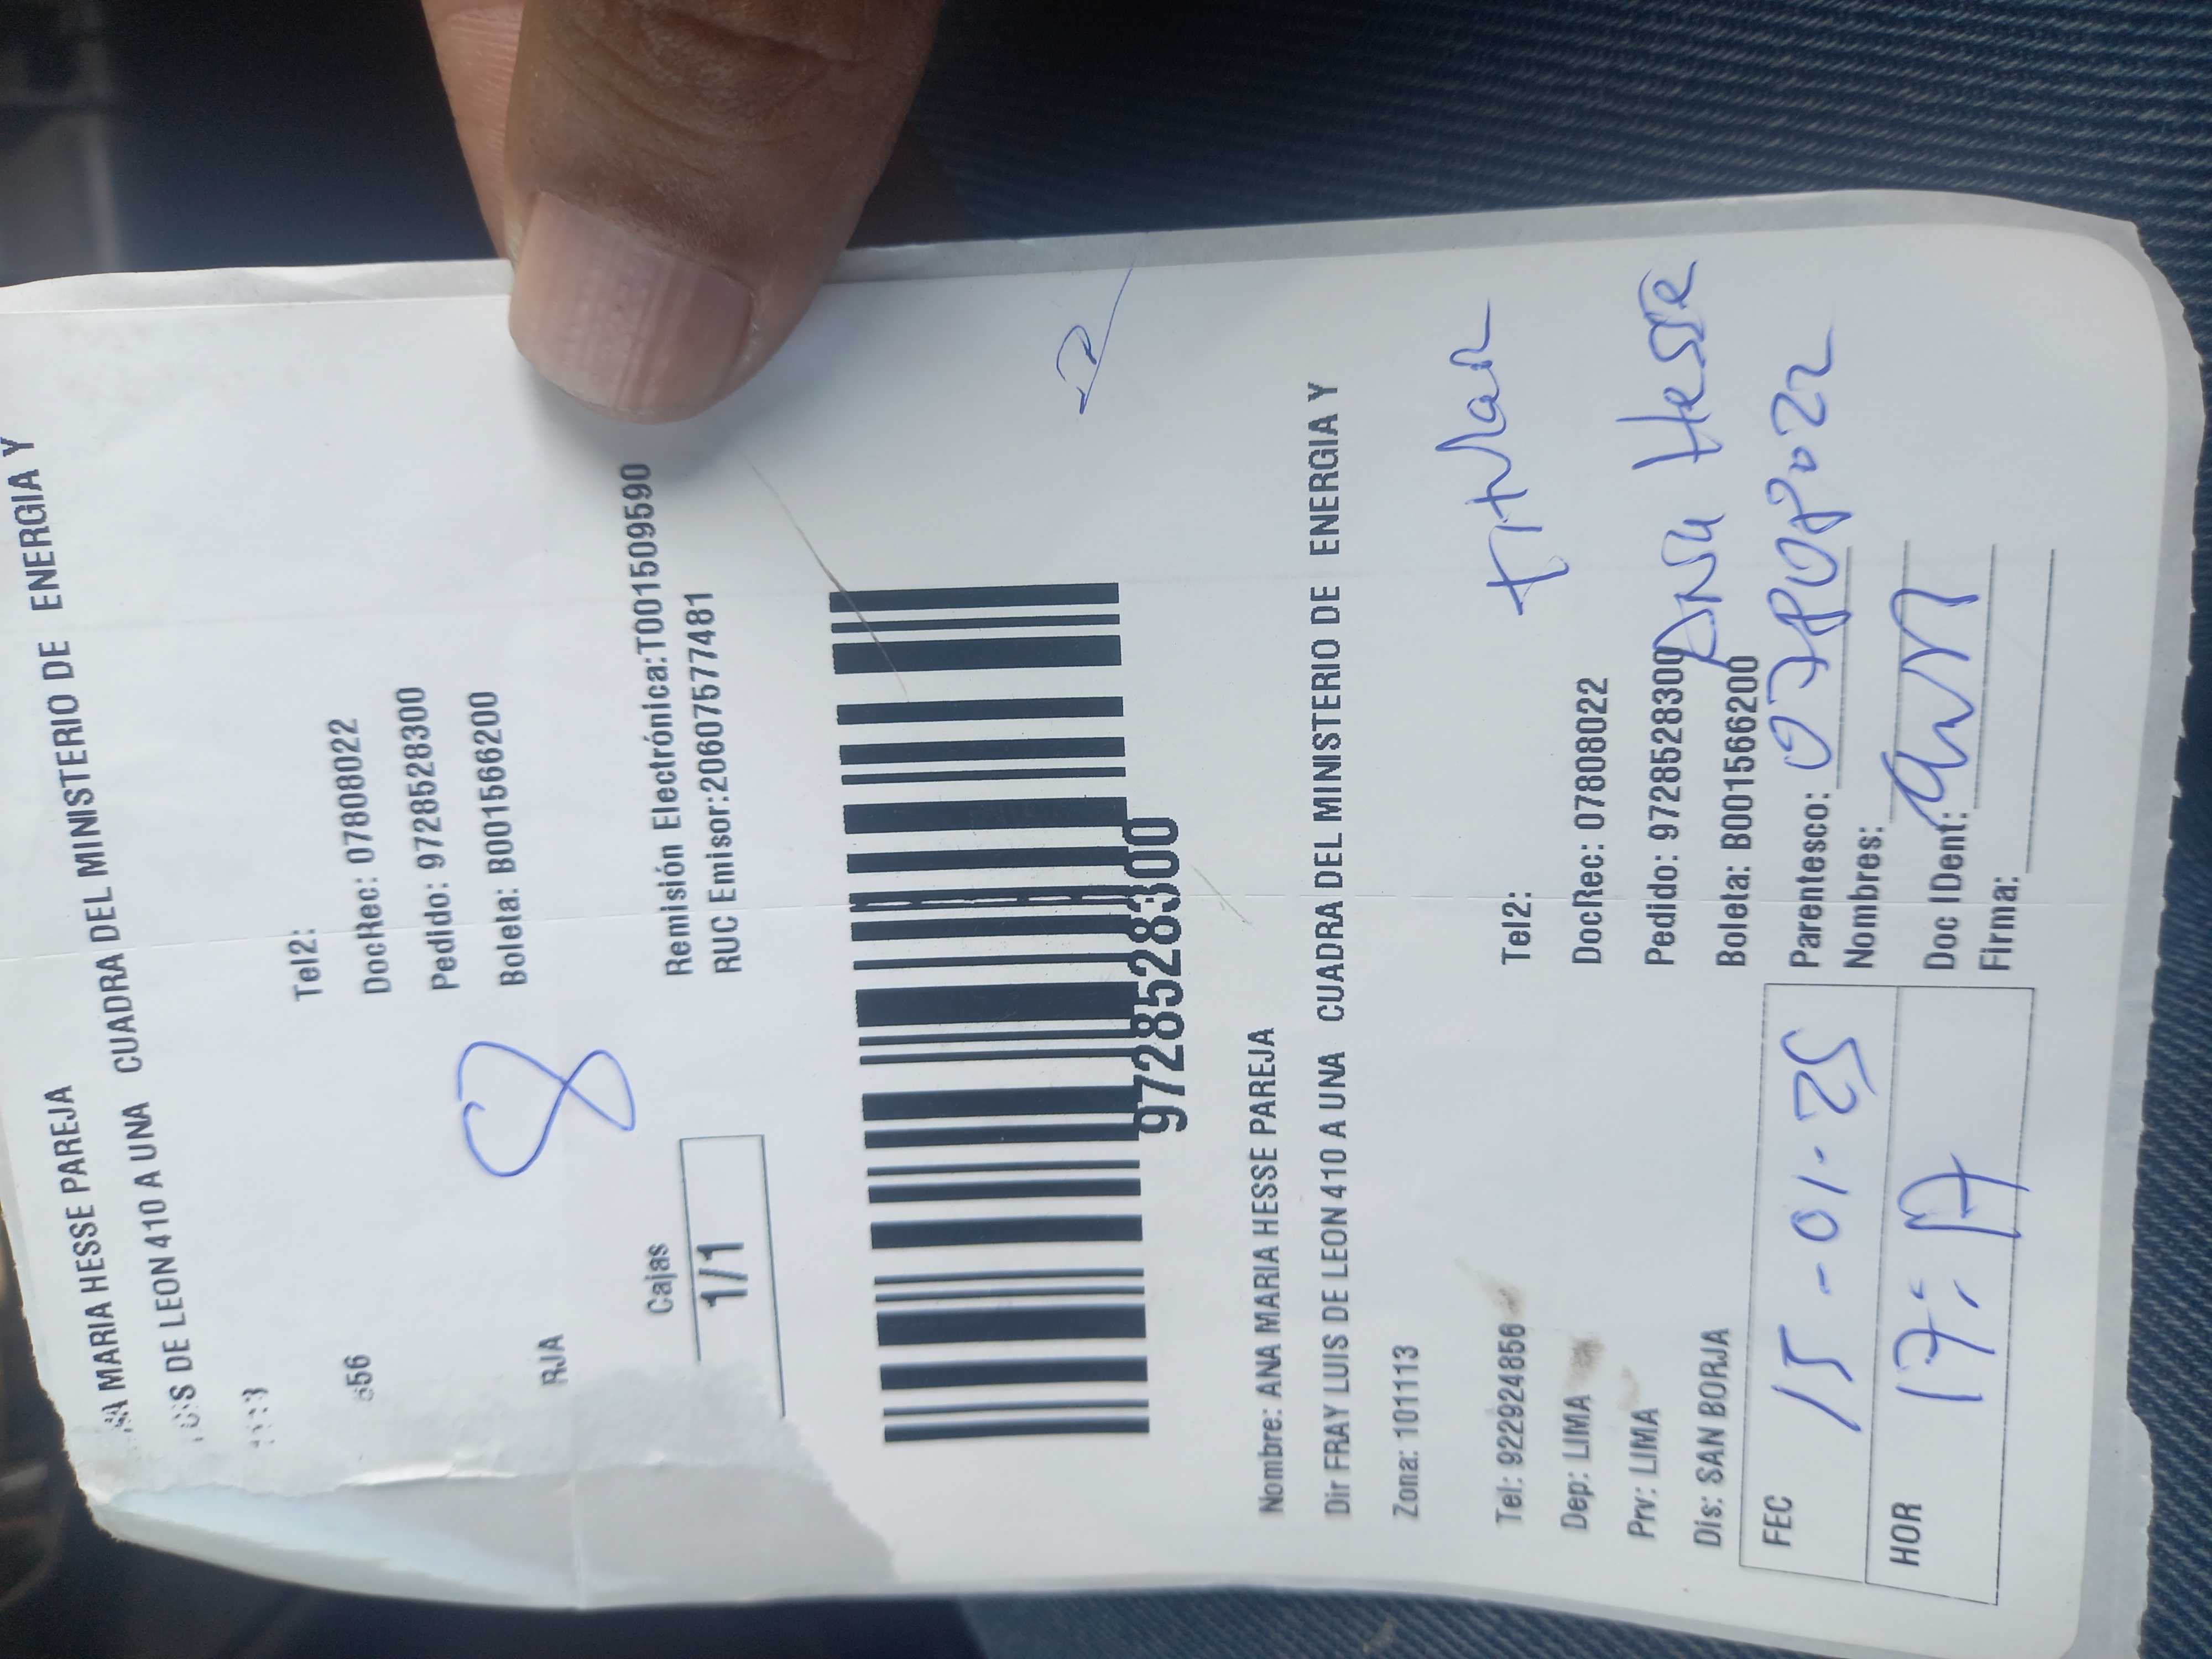 MARIA HESSE PAREJA
S DE LEON 410 A UNA CUADRA DEL MINISTERIO DE ENERGIA Y
Tel2:
556 DocRec: 07808022
Pedido: 9728528300
Boleta: B001566200
RJA
8
Cajas
1/1
Remisión Electrónica:T001509590
RUC Emisor:20607577481
9728528300
Nombre: ANA MARIA HESSE PAREJA
Dir FRAY LUIS DE LEON 410 A UNA CUADRA DEL MINISTERIO DE ENERGIA Y
Zona: 101113
titular
Tel: 922924856 Tel2:
Dep: LIMA DocRec: 07808022
Prv: LIMA Pedido: 9728528300 Ana Hesse
Dis: SAN BORJA Boleta: B001566200
FEC 15-01-25 Parentesco: 07808022
Nombres:
HOR 17:17 Doc IDent:
Firma: